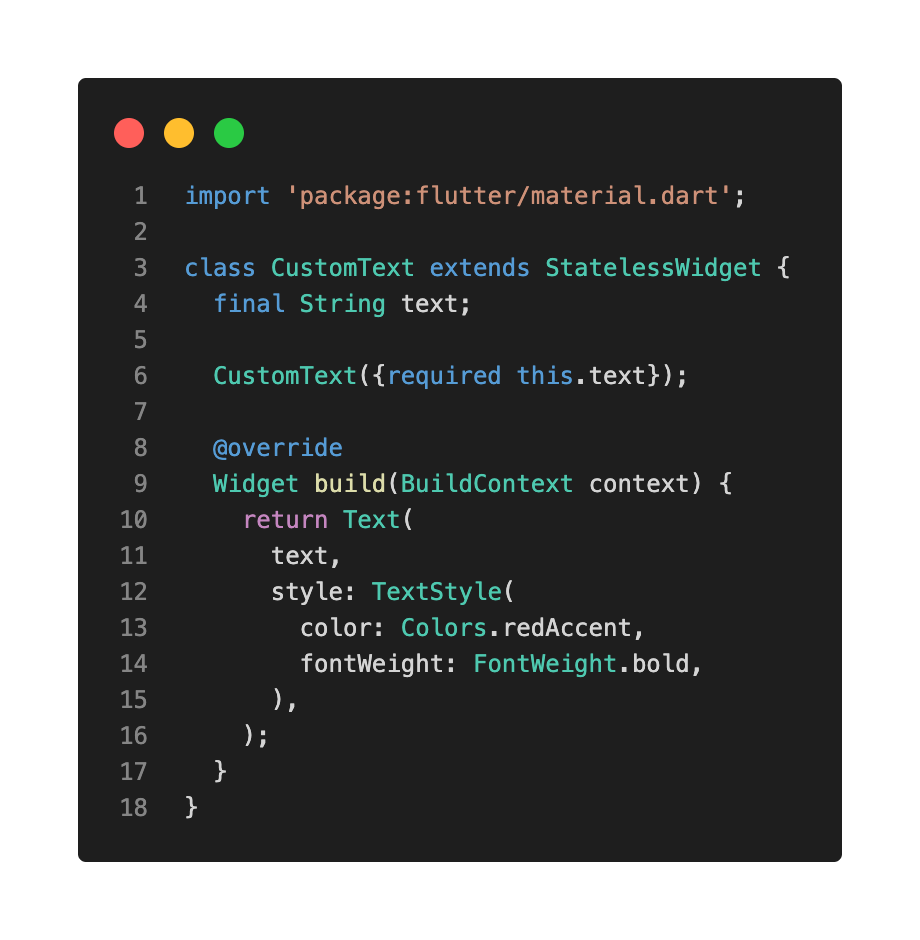 1 import 'package:flutter/material.dart';
2
3 class CustomText extends StatelessWidget {
4   final String text;
5
6   CustomText({required this.text});
7
8   @override
9   Widget build(BuildContext context) {
10     return Text(
11       text,
12       style: TextStyle(
13         color: Colors.redAccent,
14         fontWeight: FontWeight.bold,
15       ),
16     );
17   }
18 }